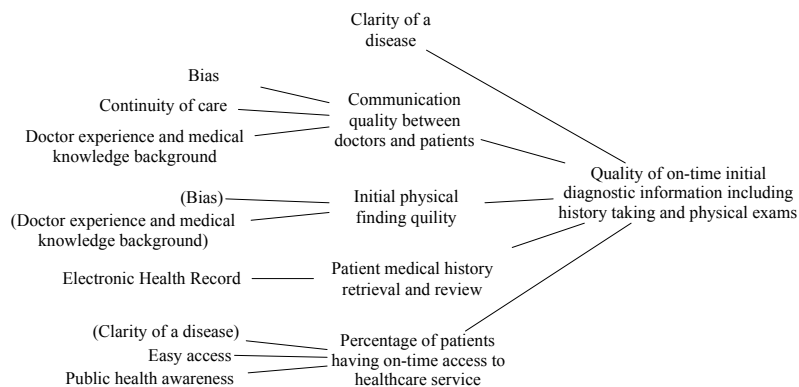 Clarity of a
disease
Bias
Continuity of care
Doctor experience and medical
knowledge background
Communication
quality between
doctors and patients
(Bias)
(Doctor experience and medical
knowledge background)
Initial physical
finding quility
Electronic Health Record
Patient medical history
retrieval and review
(Clarity of a disease)
Easy access
Public health awareness
Percentage of patients
having on-time access to
healthcare service
Quality of on-time initial
diagnostic information including
history taking and physical exams